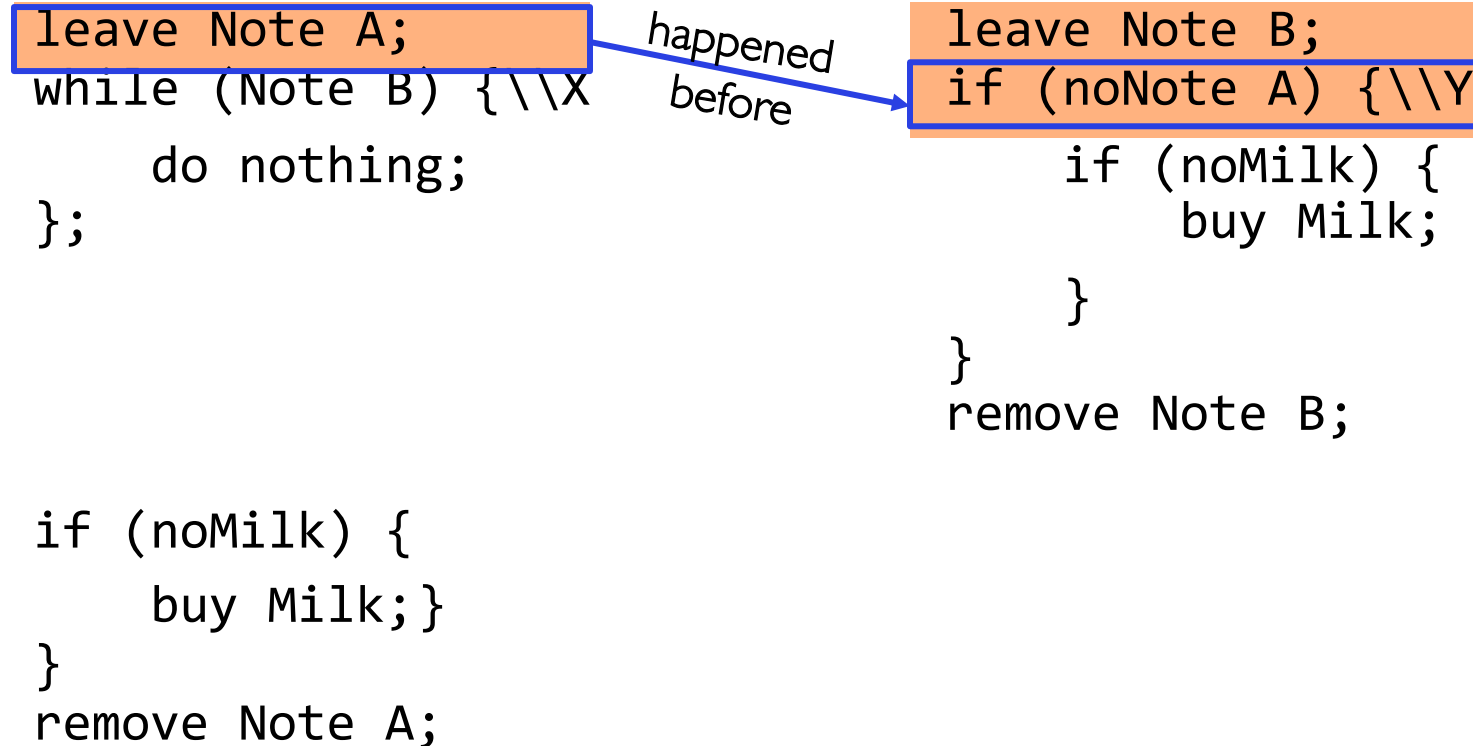 leave Note A;
while (Note B) {\\X
do nothing;
};
if (noMilk) {
buy Milk;}
}
remove Note A;
happened
before
leave Note B;
if (noNote A) {\\Y
if (noMilk) {
buy Milk;
}
}
remove Note B;